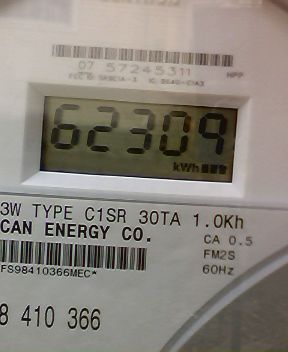 07 57245311
HPP
62309
kWh
3W TYPE C1SR 30TA 1.0Kh
CAN ENERGY CO.
CA 0.5
FM2S
60Hz
FS98410366MEC*
8 410 366